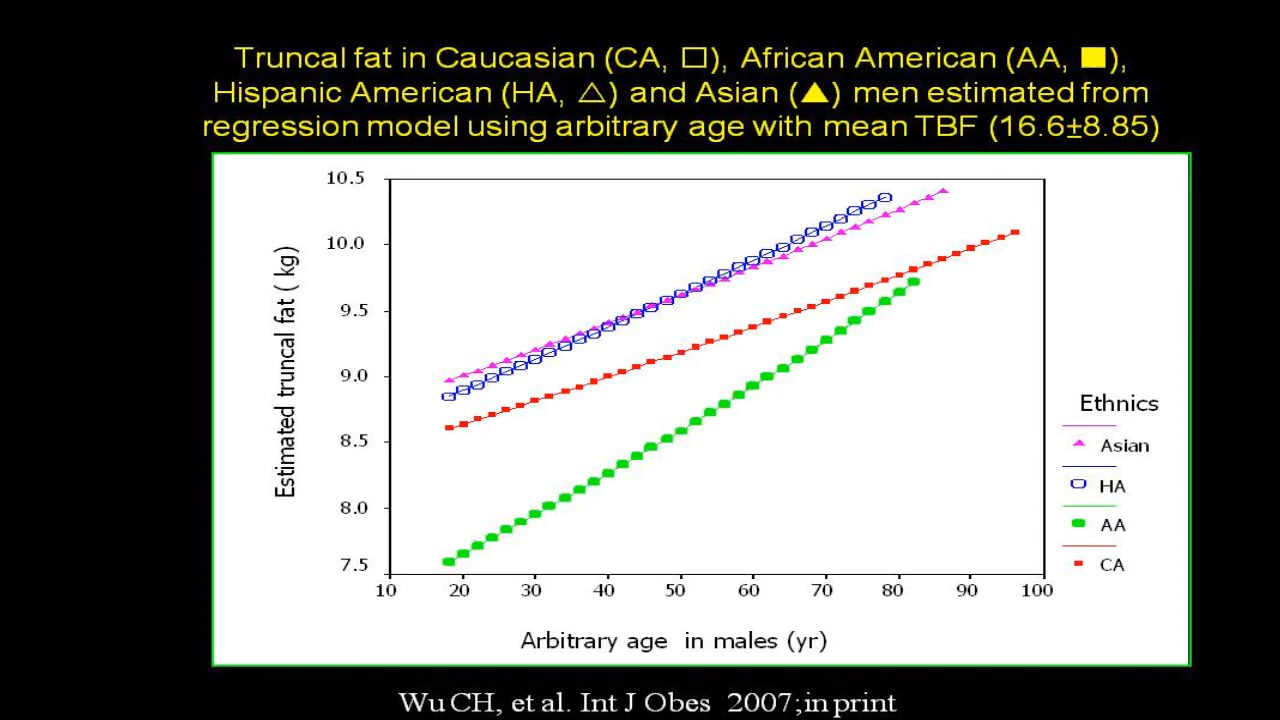 Truncal fat in Caucasian (CA, □), African American (AA, ■),
Hispanic American (HA, △) and Asian (▲) men estimated from
regression model using arbitrary age with mean TBF (16.6±8.85)
10.5
10.0
9.5
9.0
8.5
8.0
7.5
Estimated truncal fat ( kg)
10 20 30 40 50 60 70 80 90 100
Arbitrary age in males (yr)
Ethnics
Asian
HA
AA
CA
Wu CH, et al. Int J Obes 2007;in print